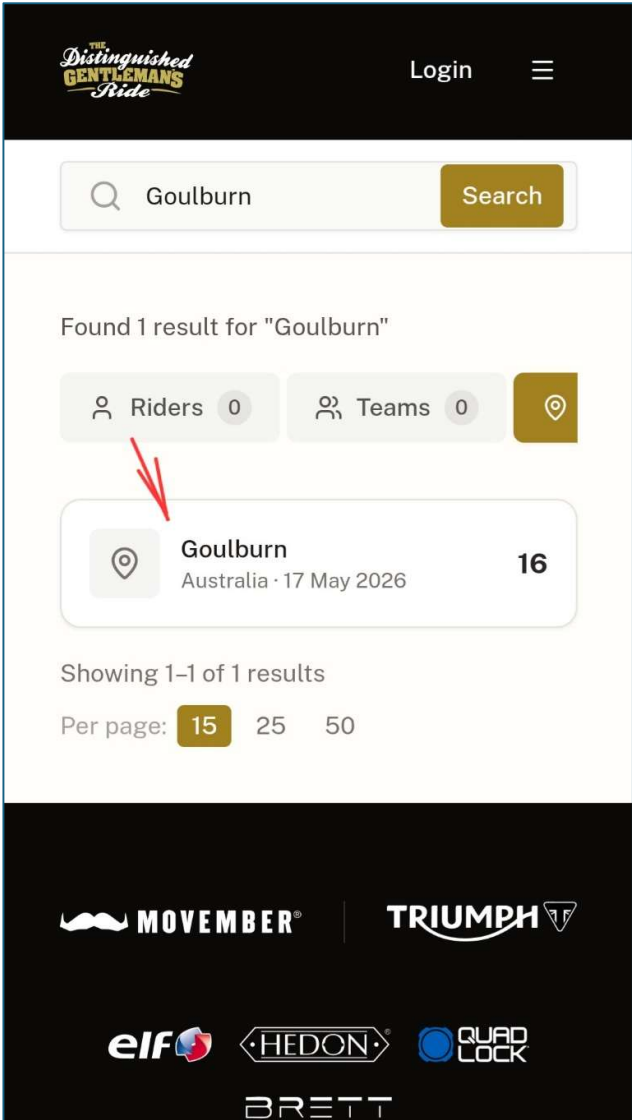 THE
Distinguished
GENTLEMAN'S
Ride
Login
Goulburn
Search
Found 1 result for "Goulburn"
Riders 0
Teams 0
Goulburn
Australia · 17 May 2026
16
Showing 1–1 of 1 results
Per page: 15 25 50
MOVEMBER®
TRIUMPH
elf
HEDON®
QUAD
LOCK
BRETT